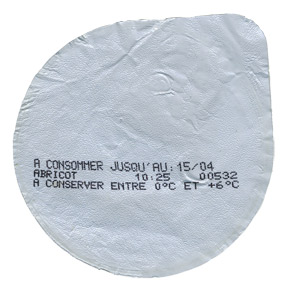 A CONSOMMER JUSQU'AU:15/04
ABRICOT 10:25 00532
A CONSERVER ENTRE 0°C ET +6°C